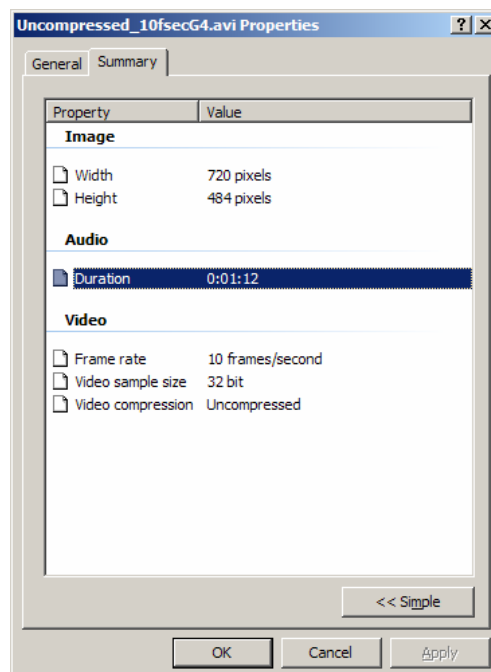 Uncompressed_10fsecG4.avi Properties
General Summary
Property Value
Image
Width 720 pixels
Height 484 pixels
Audio
Duration 0:01:12
Video
Frame rate 10 frames/second
Video sample size 32 bit
Video compression Uncompressed
<< Simple
OK Cancel Apply